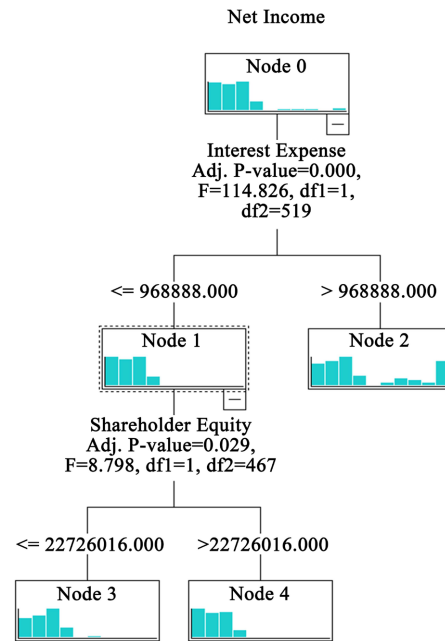 Net Income
Node 0
Interest Expense
Adj. P-value=0.000,
F=114.826, df1=1,
df2=519
<= 968888.000
> 968888.000
Node 1
Node 2
Shareholder Equity
Adj. P-value=0.029,
F=8.798, df1=1, df2=467
<= 22726016.000
>22726016.000
Node 3
Node 4